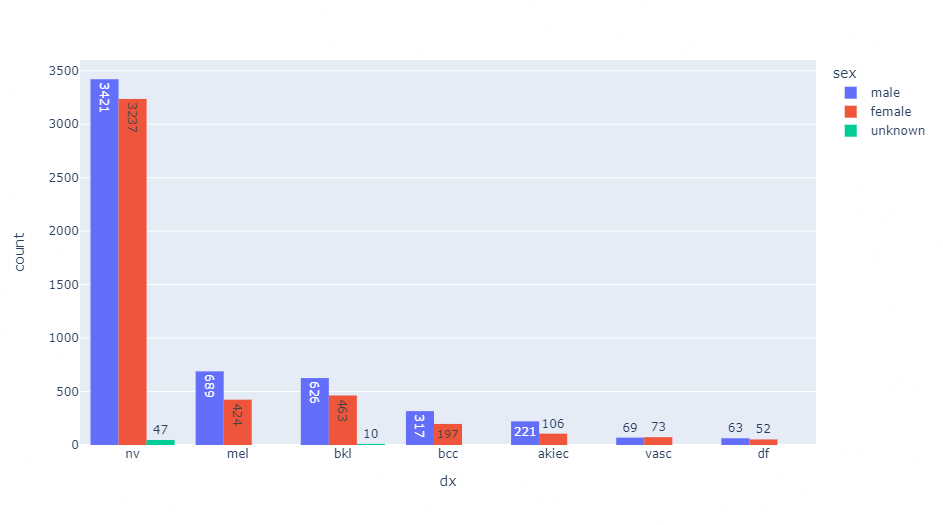 sex
male
female
unknown
3500
3000
2500
2000
1500
1000
500
0
count
3421
3237
47
689
424
626
463
10
317
197
221
106
69
73
63
52
nv
mel
bkl
bcc
akiec
vasc
df
dx